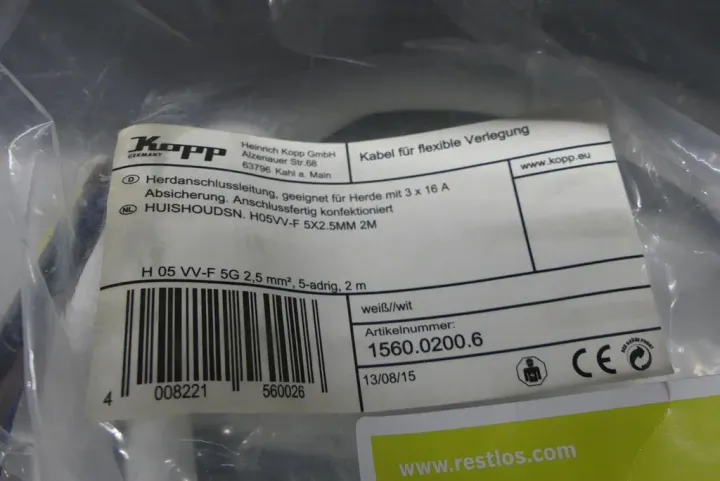 Kopp
GERMANY
Heinrich Kopp GmbH
Alzenauer Str.68
63796 Kahl a. Main
Kabel für flexible Verlegung
www.kopp.eu
D Herdanschlussleitung, geeignet für Herde mit 3 x 16 A
Absicherung. Anschlussfertig konfektioniert
NL HUISHOUDSN. H05VV-F 5X2.5MM 2M
H 05 VV-F 5G 2,5 mm², 5-adrig, 2 m
weiß//wit
Artikelnummer:
1560.0200.6
13/08/15
CE
4 008221 560026
www.restlos.com